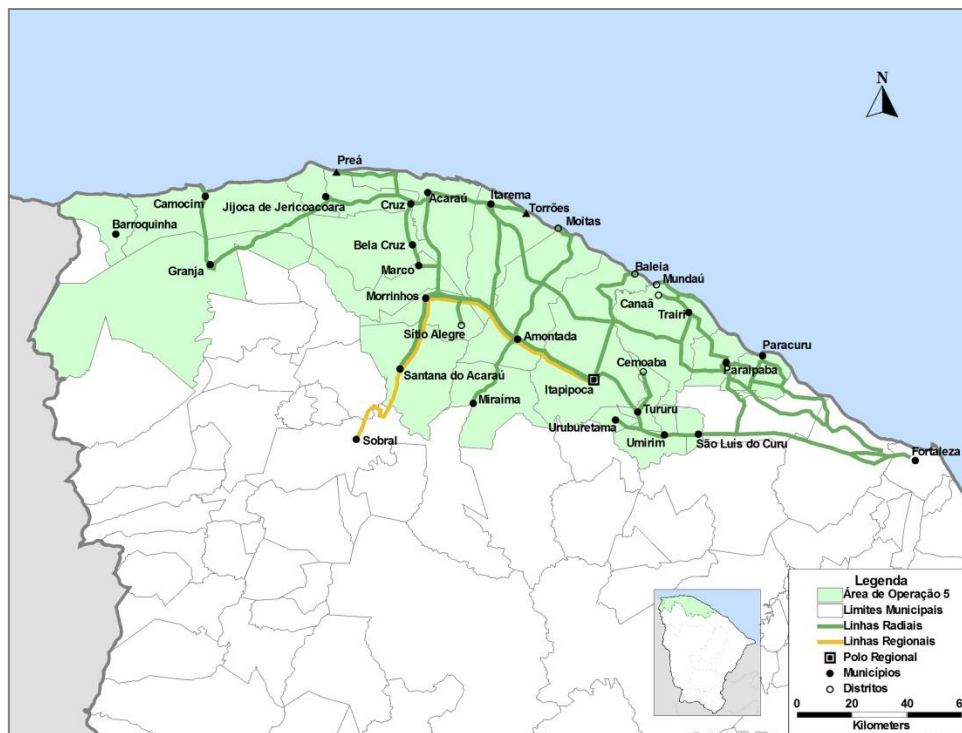 N
Preá
Camocim
Jijoca de Jericoacoara
Cruz
Acaraú
Itarema
Torrões
Moitas
Barroquinha
Bela Cruz
Granja
Marco
Baleia
Mundaú
Canaã
Trairi
Morrinhos
Sítio Alegre
Amontada
Paracuru
Cemoaba
Paraipaba
Santana do Acaraú
Itapipoca
Miraíma
Tururu
Uruburetama
Umirim
São Luís do Curu
Sobral
Fortaleza
Legenda
Área de Operação 5
Limites Municipais
Linhas Radiais
Linhas Regionais
Polo Regional
Municípios
Distritos
0 20 40 6
Kilometers